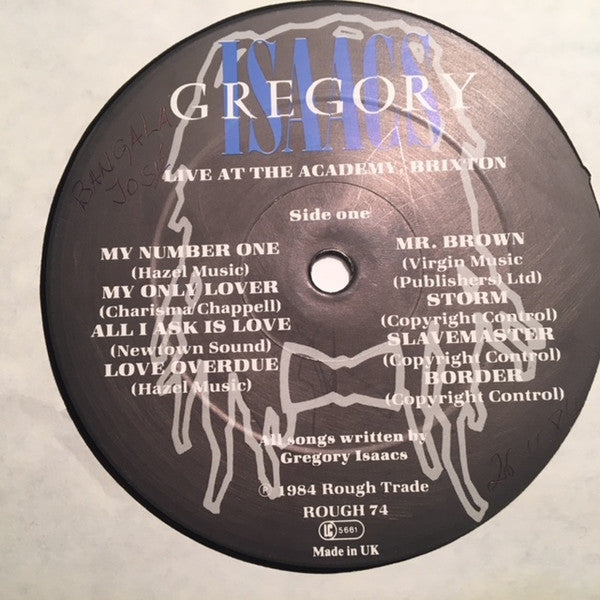 ISAACS
GREGORY
LIVE AT THE ACADEMY, BRIXTON
BANGALA
JOSÉ
Side one
MY NUMBER ONE
(Hazel Music)
MY ONLY LOVER
(Charisma Chappell)
ALL I ASK IS LOVE
(Newtown Sound)
LOVE OVERDUE
(Hazel Music)
MR. BROWN
(Virgin Music
(Publishers) Ltd)
STORM
(Copyright Control)
SLAVEMASTER
(Copyright Control)
BORDER
(Copyright Control)
All songs written by
Gregory Isaacs
℗ 1984 Rough Trade
ROUGH 74
LC 5661
Made in UK